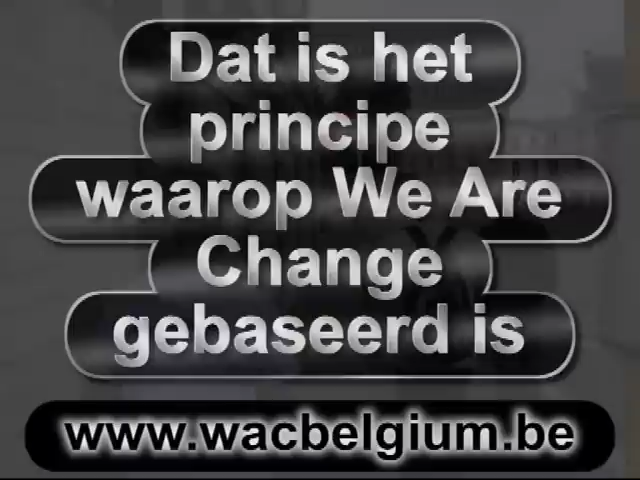 Dat is het
principe
waarop We Are
Change
gebaseerd is
www.wacbelgium.be